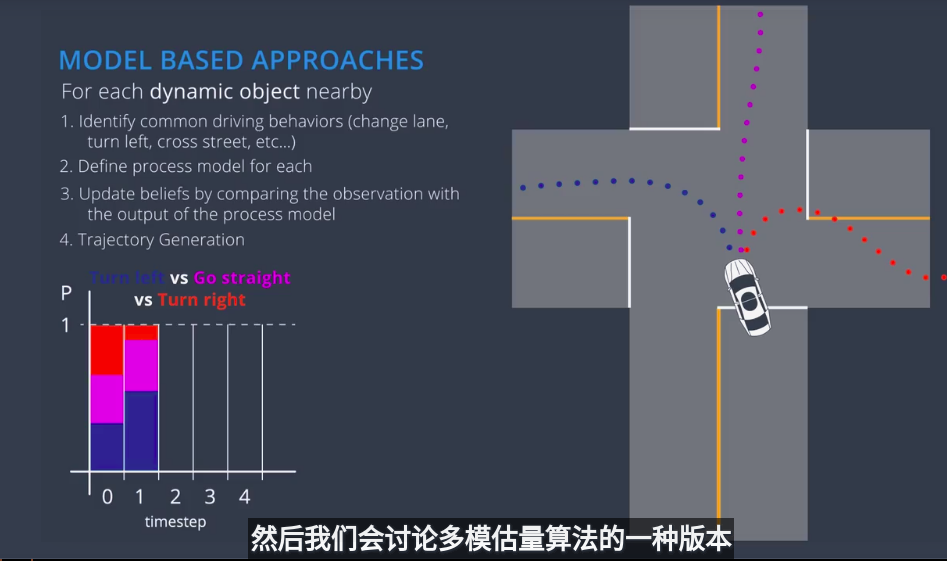 MODEL BASED APPROACHES
For each dynamic object nearby
1. Identify common driving behaviors (change lane,
turn left, cross street, etc...)
2. Define process model for each
3. Update beliefs by comparing the observation with
the output of the process model
4. Trajectory Generation
Turn left vs Go straight
vs Turn right
P
1
0 1 2 3 4
timestep
然后我们会讨论多模估量算法的一种版本